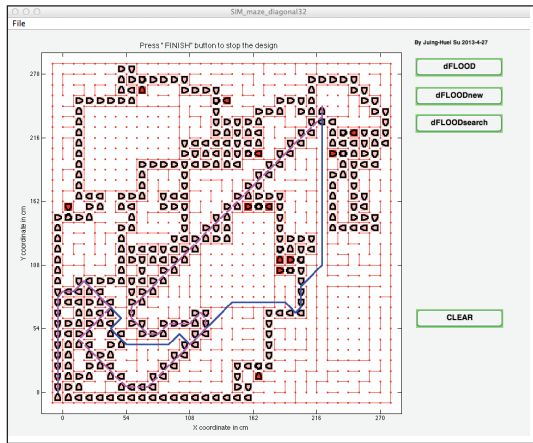 SIM_maze_diagonal32
File
Press "FINISH" button to stop the design
By Juing-Huei Su 2013-4-27
dFLOOD
dFLOODnew
dFLOODsearch
CLEAR
Y coordinate in cm
270
216
162
108
54
8
0 54 108 162 216 270
X coordinate in cm